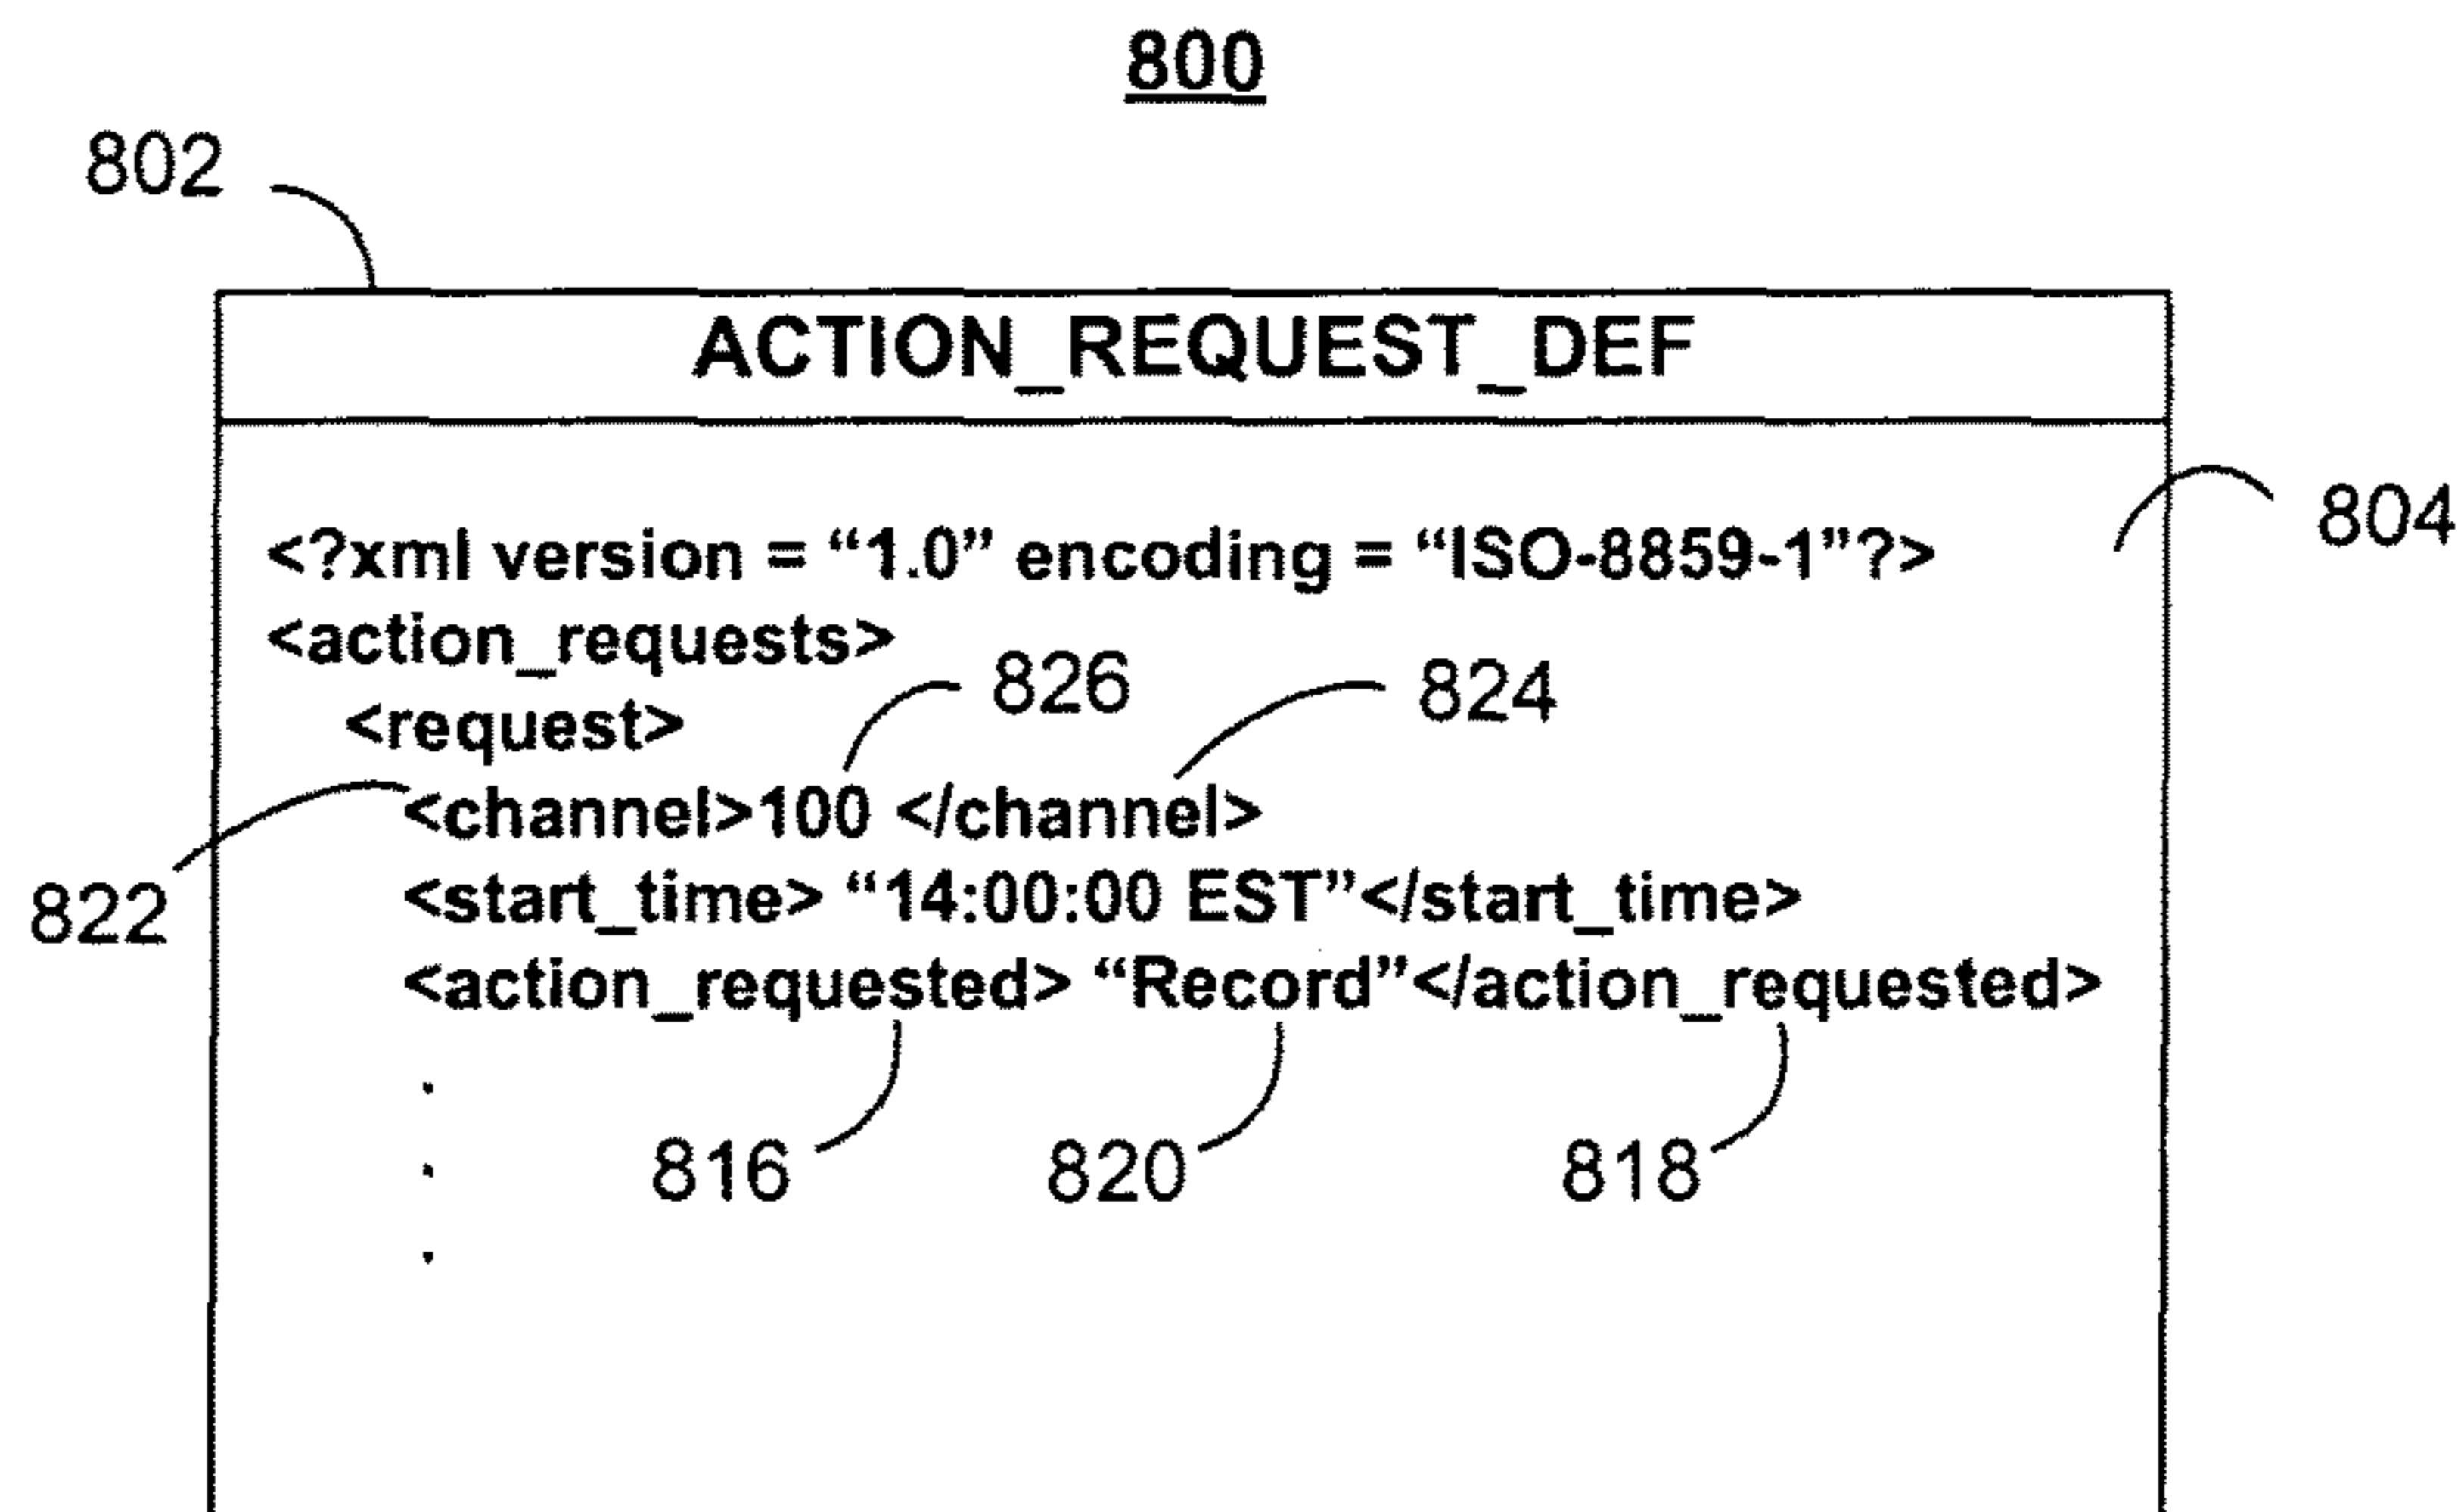 800
802
ACTION_REQUEST_DEF
804
<?xml version = “1.0” encoding = “ISO-8859-1”?>
<action_requests>
826 824
<request>
<channel>100 </channel>
822
<start_time> “14:00:00 EST”</start_time>
<action_requested> “Record”</action_requested>
.
816 820 818
.
.